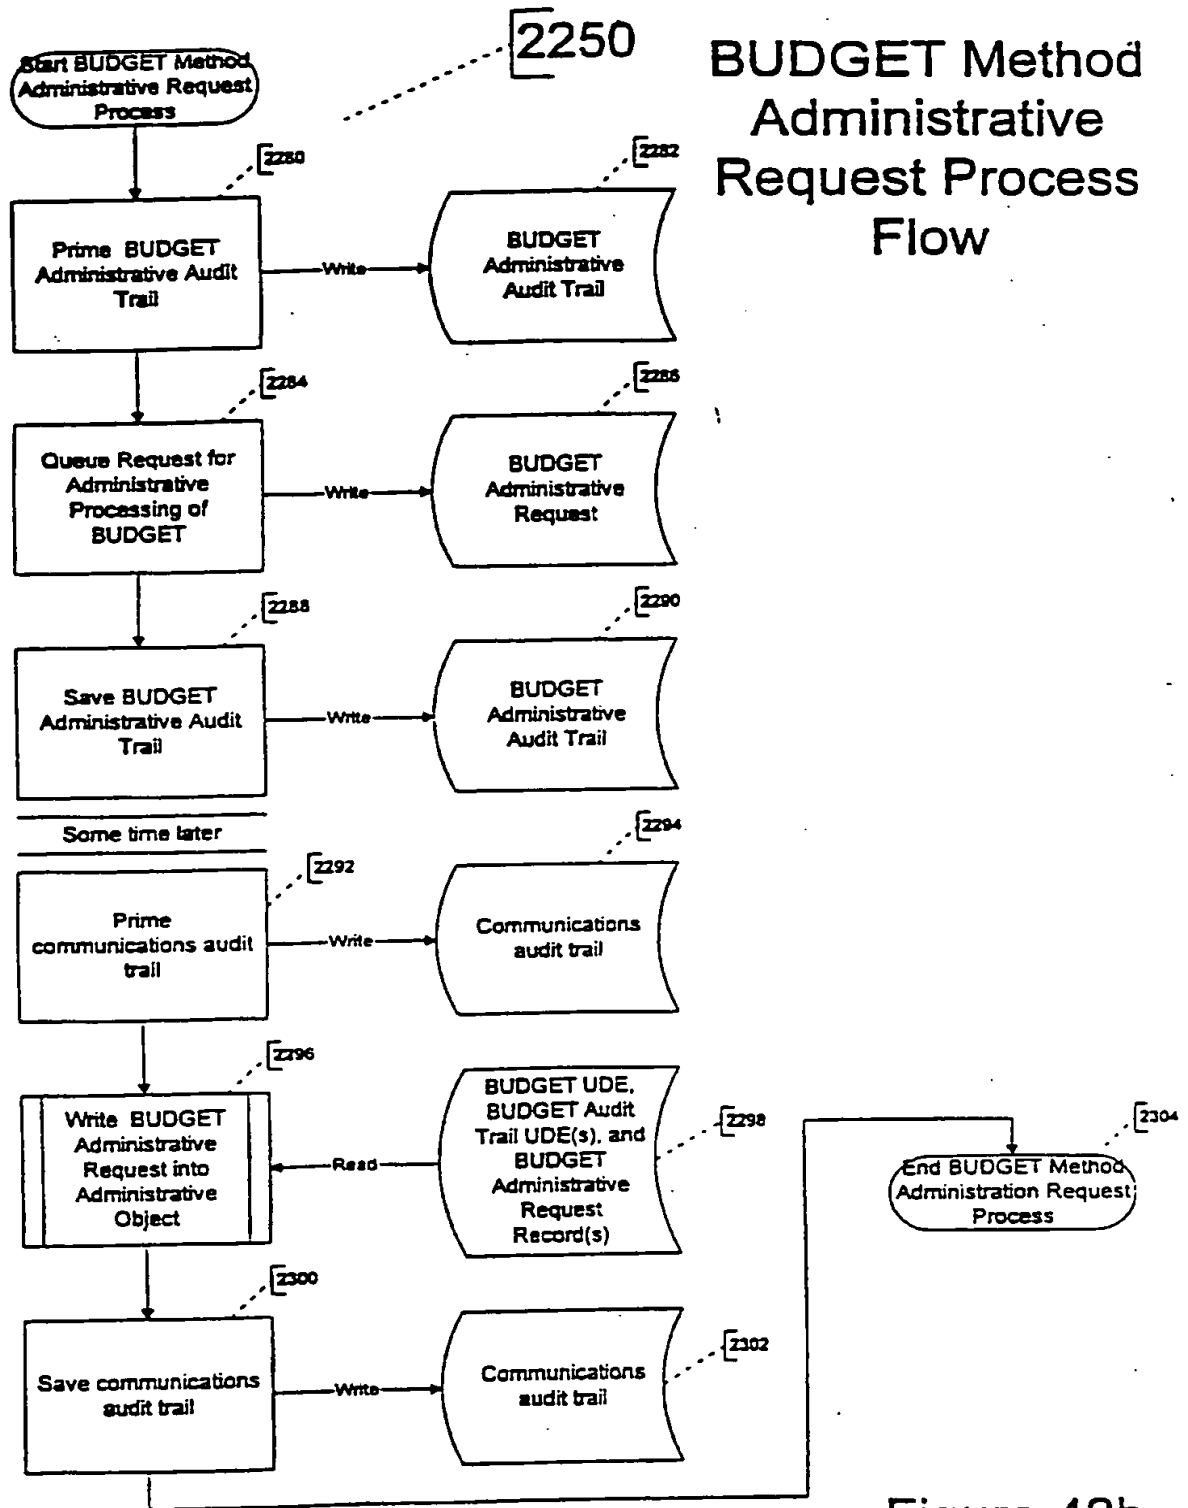 2250
BUDGET Method
Administrative
Request Process
Flow
Start BUDGET Method
Administrative Request
Process
2280
Prime BUDGET
Administrative Audit
Trail
Write
2282
BUDGET
Administrative
Audit Trail
2284
Queue Request for
Administrative
Processing of
BUDGET
Write
2286
BUDGET
Administrative
Request
2288
Save BUDGET
Administrative Audit
Trail
Write
2290
BUDGET
Administrative
Audit Trail
Some time later
2292
Prime
communications audit
trail
Write
2294
Communications
audit trail
2296
Write BUDGET
Administrative
Request into
Administrative
Object
Read
BUDGET UDE,
BUDGET Audit
Trail UDE(s), and
BUDGET
Administrative
Request
Record(s)
2298
2300
Save communications
audit trail
Write
Communications
audit trail
2302
2304
End BUDGET Method
Administration Request
Process